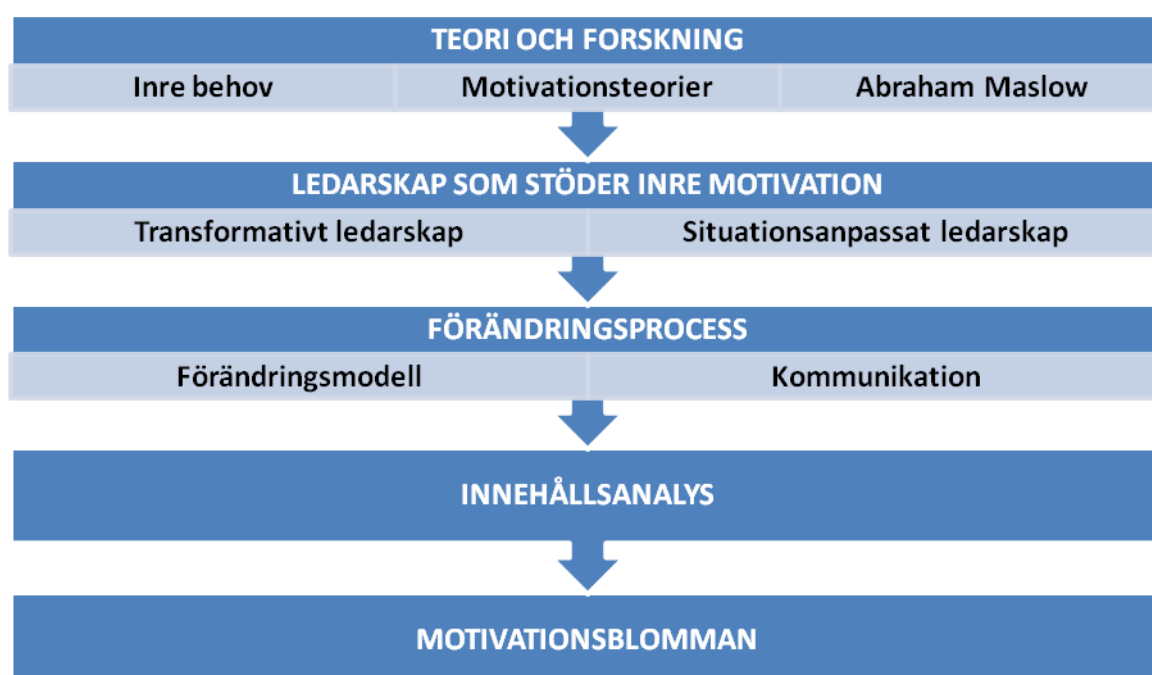 TEORI OCH FORSKNING
Inre behov Motivationsteorier Abraham Maslow
LEDARSKAP SOM STÖDER INRE MOTIVATION
Transformativt ledarskap Situationsanpassat ledarskap
FÖRÄNDRINGSPROCESS
Förändringsmodell Kommunikation
INNEHÅLLSANALYS
MOTIVATIONSBLOMMAN